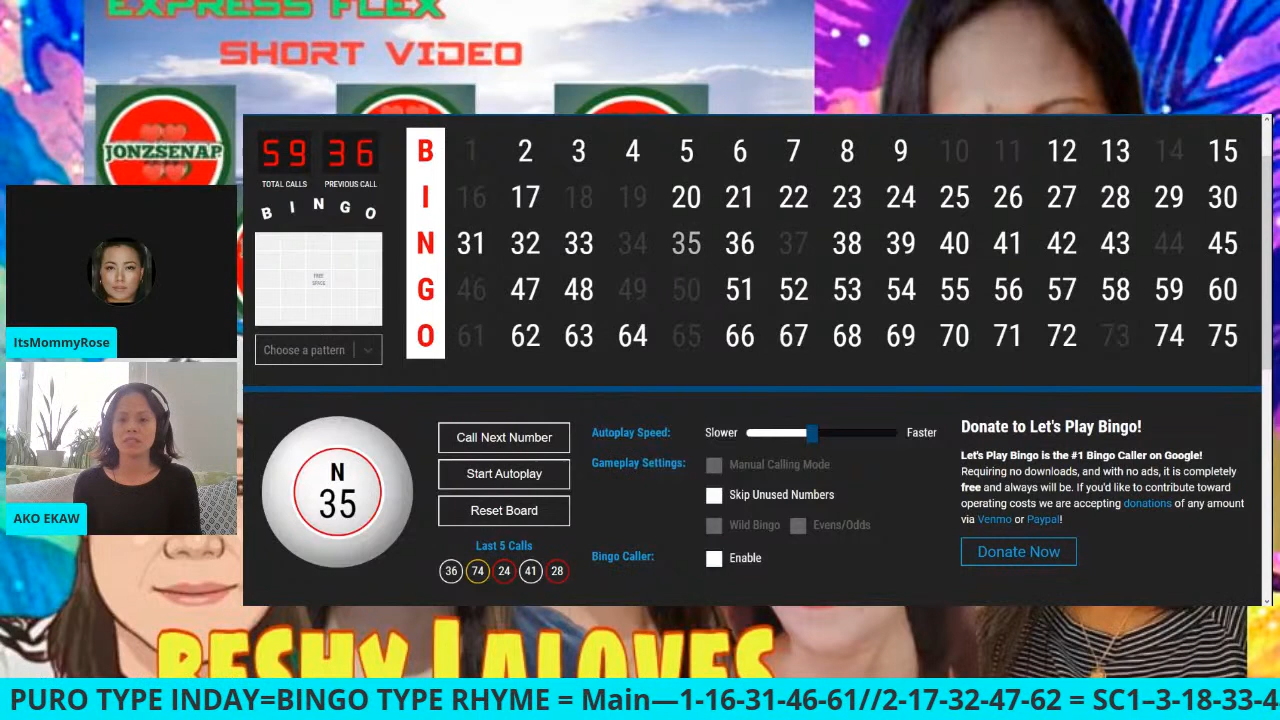 EXPRESS FLEX
SHORT VIDEO
JONZSENAP
59 36
TOTAL CALLS PREVIOUS CALL
B I N G O
FREE
SPACE
Choose a pattern
B 1 2 3 4 5 6 7 8 9 10 11 12 13 14 15
I 16 17 18 19 20 21 22 23 24 25 26 27 28 29 30
N 31 32 33 34 35 36 37 38 39 40 41 42 43 44 45
G 46 47 48 49 50 51 52 53 54 55 56 57 58 59 60
O 61 62 63 64 65 66 67 68 69 70 71 72 73 74 75
ItsMommyRose
AKO EKAW
N
35
Call Next Number
Start Autoplay
Reset Board
Last 5 Calls
36 74 24 41 28
Autoplay Speed: Slower Faster
Gameplay Settings: Manual Calling Mode
Skip Unused Numbers
Wild Bingo Evens/Odds
Bingo Caller: Enable
Donate to Let's Play Bingo!
Let's Play Bingo is the #1 Bingo Caller on Google!
Requiring no downloads, and with no ads, it is completely
free and always will be. If you'd like to contribute toward
operating costs we are accepting donations of any amount
via Venmo or Paypal!
Donate Now
BESHY LALOVES
PURO TYPE INDAY=BINGO TYPE RHYME = Main—1-16-31-46-61//2-17-32-47-62 = SC1–3-18-33-4